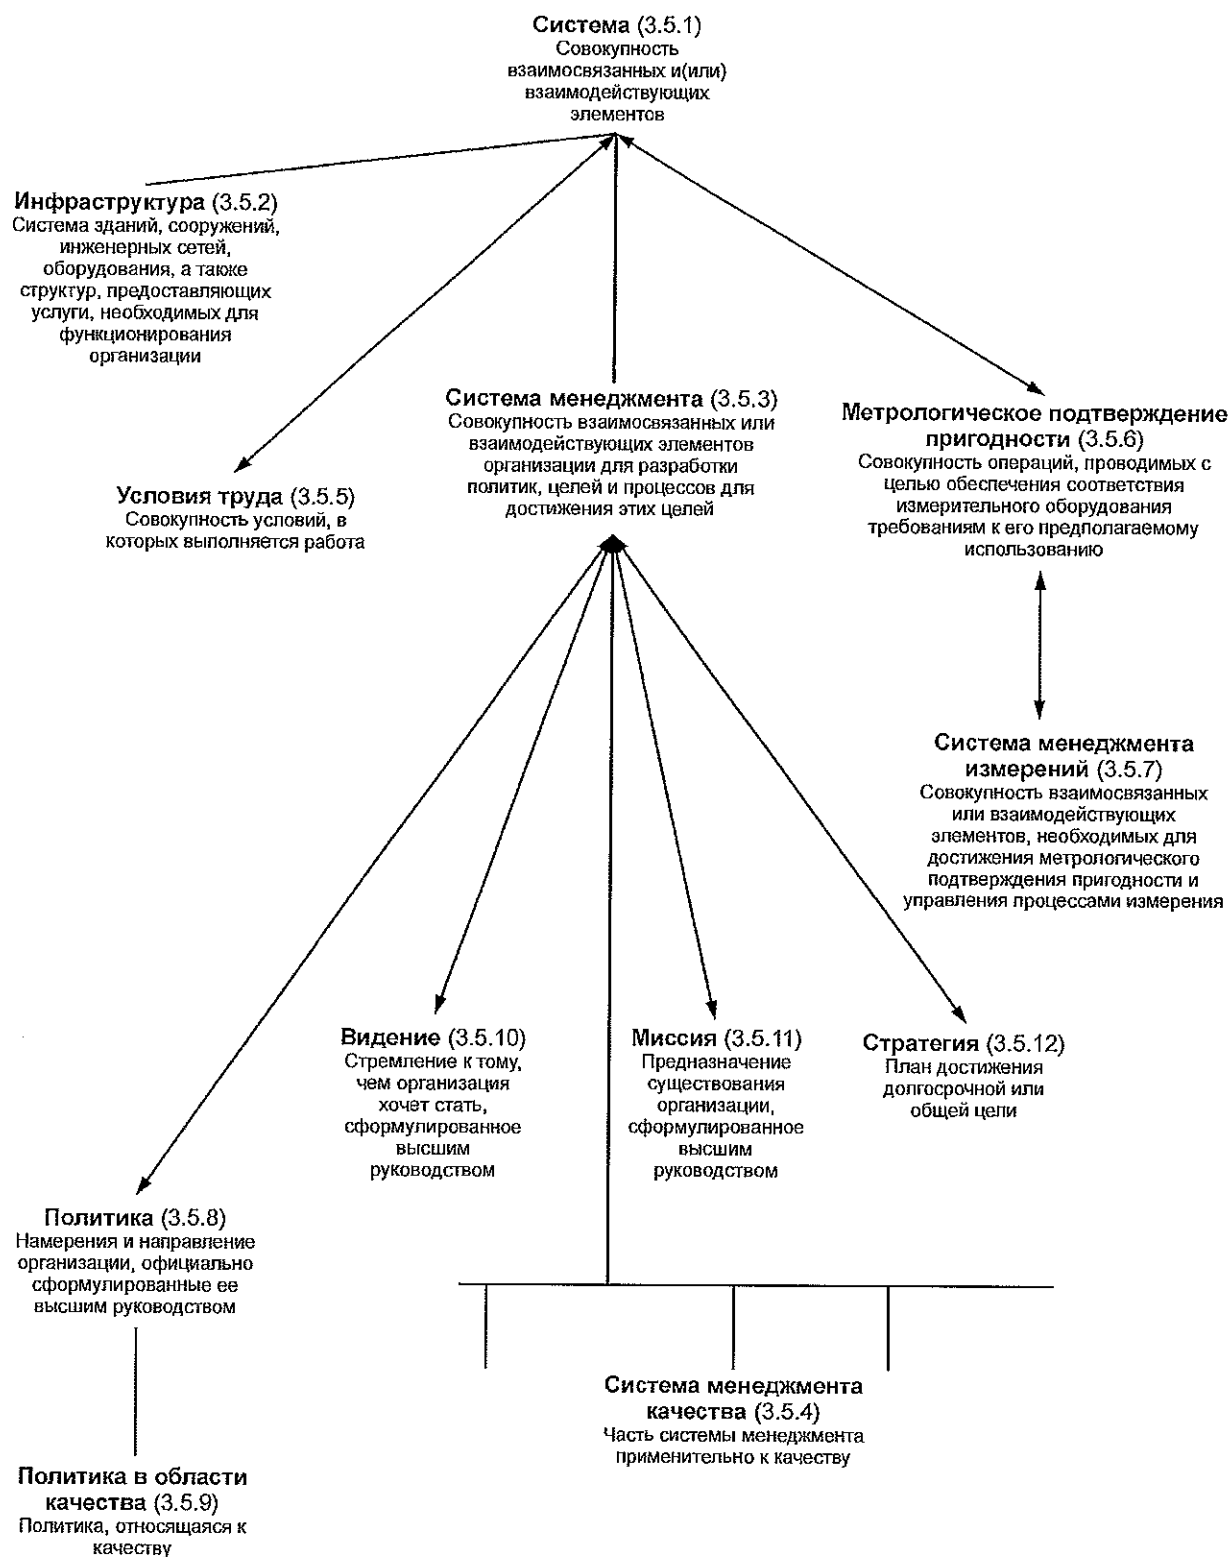 Система (3.5.1)
Совокупность
взаимосвязанных и(или)
взаимодействующих
элементов
Инфраструктура (3.5.2)
Система зданий, сооружений,
инженерных сетей,
оборудования, а также
структур, предоставляющих
услуги, необходимых для
функционирования
организации
Система менеджмента (3.5.3)
Совокупность взаимосвязанных или
взаимодействующих элементов
организации для разработки
политик, целей и процессов для
достижения этих целей
Метрологическое подтверждение
пригодности (3.5.6)
Совокупность операций, проводимых с
целью обеспечения соответствия
измерительного оборудования
требованиям к его предполагаемому
использованию
Условия труда (3.5.5)
Совокупность условий, в
которых выполняется работа
Система менеджмента
измерений (3.5.7)
Совокупность взаимосвязанных
или взаимодействующих
элементов, необходимых для
достижения метрологического
подтверждения пригодности и
управления процессами измерения
Видение (3.5.10)
Стремление к тому,
чем организация
хочет стать,
сформулированное
высшим
руководством
Миссия (3.5.11)
Предназначение
существования
организации,
сформулированное
высшим
руководством
Стратегия (3.5.12)
План достижения
долгосрочной или
общей цели
Политика (3.5.8)
Намерения и направление
организации, официально
сформулированные ее
высшим руководством
Система менеджмента
качества (3.5.4)
Часть системы менеджмента
применительно к качеству
Политика в области
качества (3.5.9)
Политика, относящаяся к
качеству